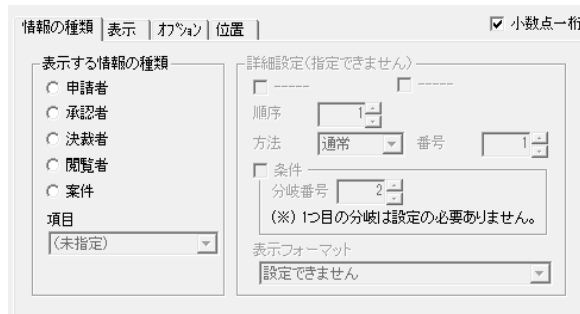 情報の種類 表示 オプション 位置
小数点一桁
表示する情報の種類
申請者
承認者
決裁者
閲覧者
案件
項目
(未指定)
詳細設定(指定できません)
----- -----
順序 1
方法 通常 番号 1
条件
分岐番号 2
(※) 1つ目の分岐は設定の必要ありません。
表示フォーマット
設定できません